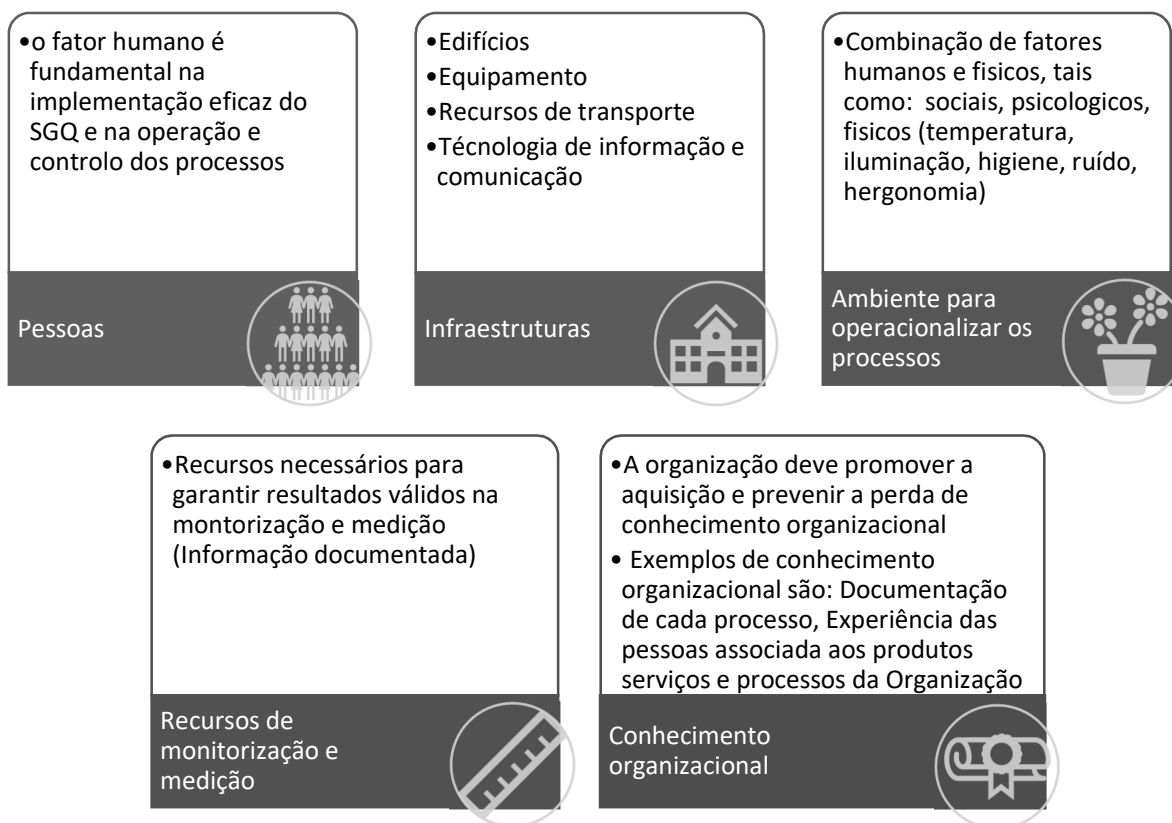 •o fator humano é
fundamental na
implementação eficaz do
SGQ e na operação e
controlo dos processos
Pessoas
•Edifícios
•Equipamento
•Recursos de transporte
•Técnologia de informação e
comunicação
Infraestruturas
•Combinação de fatores
humanos e fisicos, tais
como: sociais, psicologicos,
fisicos (temperatura,
iluminação, higiene, ruído,
hergonomia)
Ambiente para
operacionalizar os
processos
•Recursos necessários para
garantir resultados válidos na
montorização e medição
(Informação documentada)
Recursos de
monitorização e
medição
•A organização deve promover a
aquisição e prevenir a perda de
conhecimento organizacional
• Exemplos de conhecimento
organizacional são: Documentação
de cada processo, Experiência das
pessoas associada aos produtos
serviços e processos da Organização
Conhecimento
organizacional